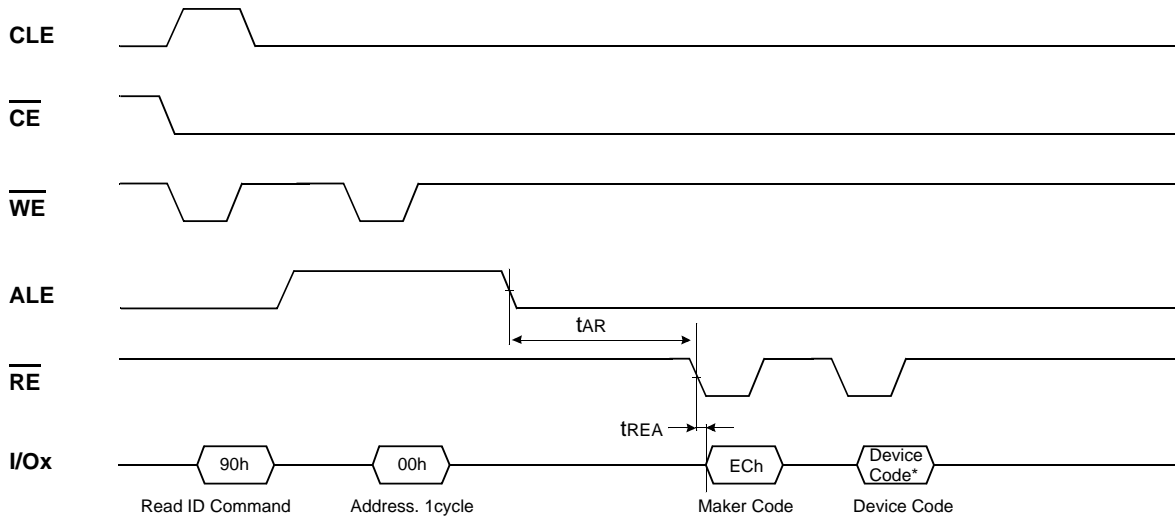 CLE
CE
WE
ALE
tAR
RE
tREA
I/Ox
90h
00h
ECh
Device
Code*
Read ID Command
Address. 1cycle
Maker Code
Device Code